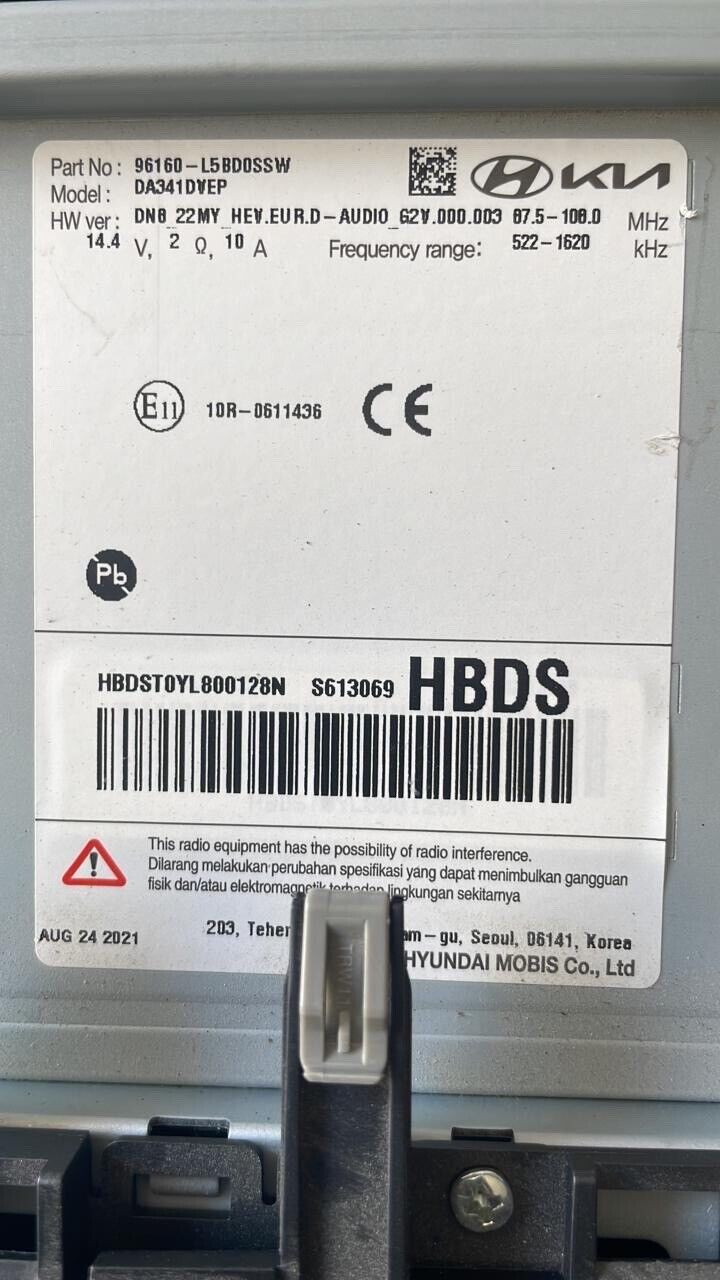 Part No : 96160-L5BD0SSW
Model : DA341DVEP
HW ver : DN8_22MY_HEV.EUR.D-AUDIO_G2V.000.003 87.5-108.0 MHz
14.4 V, 2 Ω, 10 A Frequency range: 522-1620 kHz
KIA
E11 10R-0611436 CE
Pb
HBDST0YL800128N S613069 HBDS
This radio equipment has the possibility of radio interference.
Dilarang melakukan perubahan spesifikasi yang dapat menimbulkan gangguan
fisik dan/atau elektromagnetik terhadap lingkungan sekitarnya
AUG 24 2021
203, -gu, Seoul, 06141, Korea
HYUNDAI MOBIS Co., Ltd